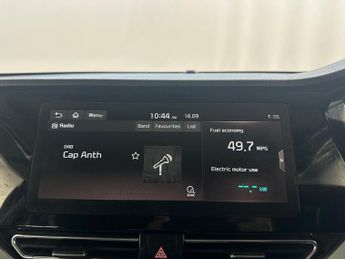 Menu
10:44 AM 16.09
Radio
Band Favourites List
DAB
Cap Anth
Fuel economy
49.7 MPG
Electric motor use
--.- kW